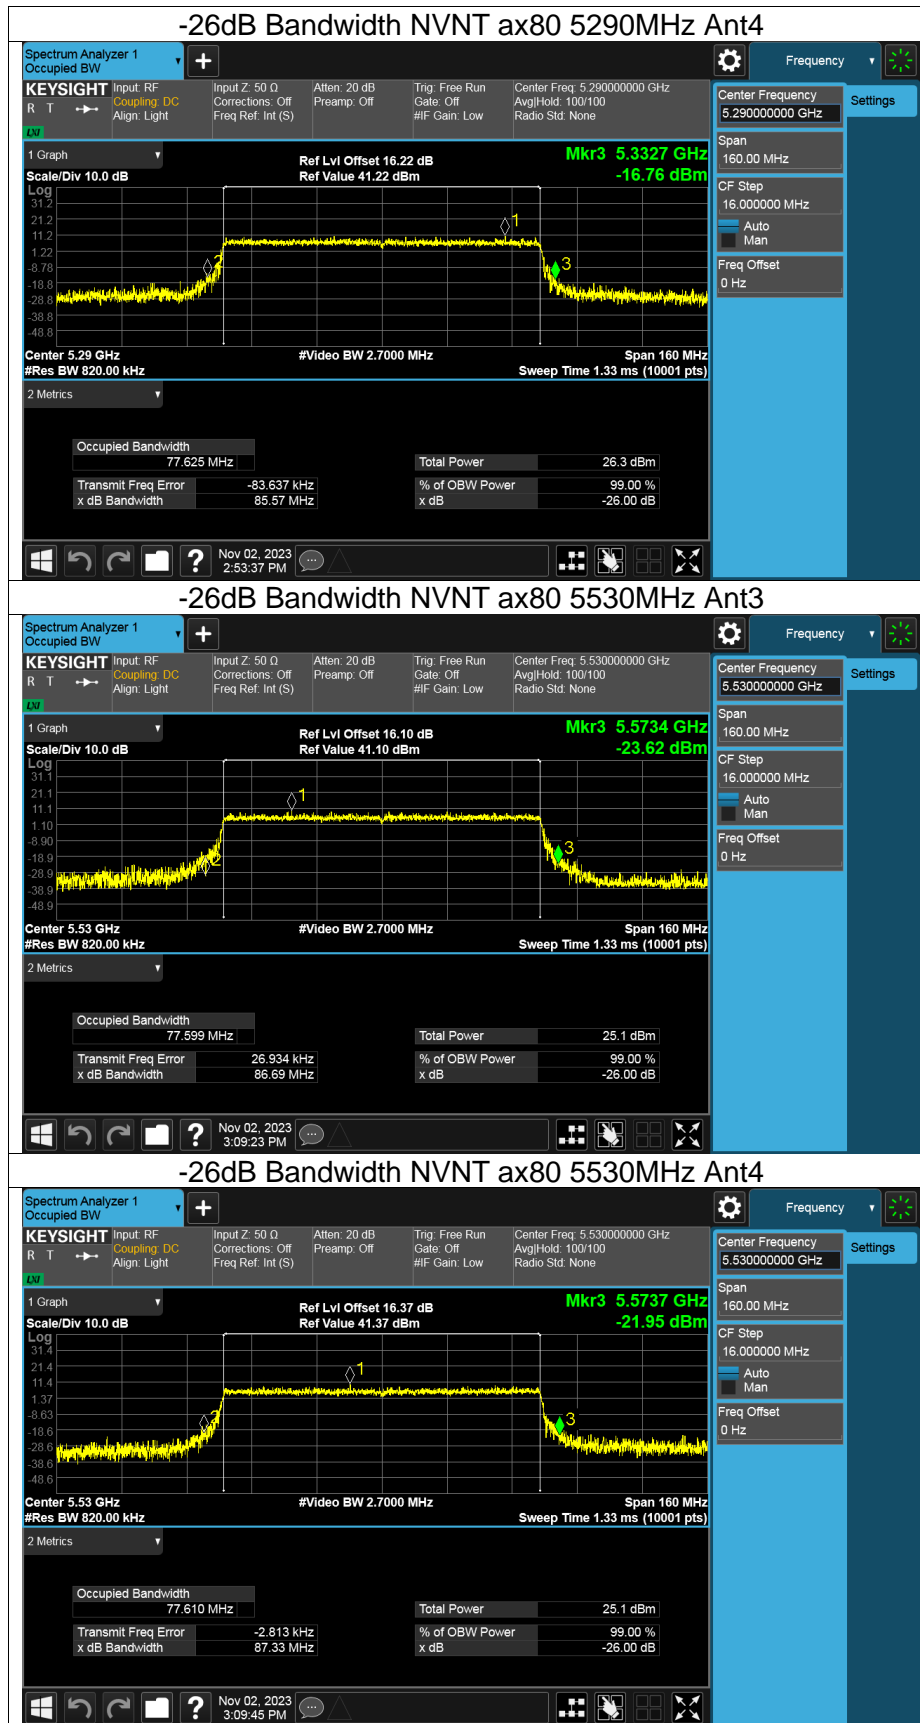 -26dB Bandwidth NVNT ax80 5290MHz Ant4
Spectrum Analyzer 1
Occupied BW
Frequency
KEYSIGHT
R T
LXI
Input: RF
Coupling: DC
Align: Light
Input Z: 50 Ω
Corrections: Off
Freq Ref: Int (S)
Atten: 20 dB
Preamp: Off
Trig: Free Run
Gate: Off
#IF Gain: Low
Center Freq: 5.290000000 GHz
Avg|Hold: 100/100
Radio Std: None
Center Frequency
5.290000000 GHz
Settings
Span
160.00 MHz
CF Step
16.000000 MHz
Auto
Man
Freq Offset
0 Hz
1 Graph
Scale/Div 10.0 dB
Ref Lvl Offset 16.22 dB
Ref Value 41.22 dBm
Mkr3 5.3327 GHz
-16.76 dBm
Log
31.2
21.2
11.2
1.22
-8.78
-18.8
-28.8
-38.8
-48.8
1
2
3
Center 5.29 GHz
#Video BW 2.7000 MHz
Span 160 MHz
#Res BW 820.00 kHz
Sweep Time 1.33 ms (10001 pts)
2 Metrics
Occupied Bandwidth
77.625 MHz
Total Power 26.3 dBm
Transmit Freq Error -83.637 kHz
% of OBW Power 99.00 %
x dB Bandwidth 85.57 MHz
x dB -26.00 dB
?
Nov 02, 2023
2:53:37 PM
-26dB Bandwidth NVNT ax80 5530MHz Ant3
Spectrum Analyzer 1
Occupied BW
Frequency
KEYSIGHT
R T
LXI
Input: RF
Coupling: DC
Align: Light
Input Z: 50 Ω
Corrections: Off
Freq Ref: Int (S)
Atten: 20 dB
Preamp: Off
Trig: Free Run
Gate: Off
#IF Gain: Low
Center Freq: 5.530000000 GHz
Avg|Hold: 100/100
Radio Std: None
Center Frequency
5.530000000 GHz
Settings
Span
160.00 MHz
CF Step
16.000000 MHz
Auto
Man
Freq Offset
0 Hz
1 Graph
Scale/Div 10.0 dB
Ref Lvl Offset 16.10 dB
Ref Value 41.10 dBm
Mkr3 5.5734 GHz
-23.62 dBm
Log
31.1
21.1
11.1
1.10
-8.90
-18.9
-28.9
-38.9
-48.9
1
2
3
Center 5.53 GHz
#Video BW 2.7000 MHz
Span 160 MHz
#Res BW 820.00 kHz
Sweep Time 1.33 ms (10001 pts)
2 Metrics
Occupied Bandwidth
77.599 MHz
Total Power 25.1 dBm
Transmit Freq Error 26.934 kHz
% of OBW Power 99.00 %
x dB Bandwidth 86.69 MHz
x dB -26.00 dB
?
Nov 02, 2023
3:09:23 PM
-26dB Bandwidth NVNT ax80 5530MHz Ant4
Spectrum Analyzer 1
Occupied BW
Frequency
KEYSIGHT
R T
LXI
Input: RF
Coupling: DC
Align: Light
Input Z: 50 Ω
Corrections: Off
Freq Ref: Int (S)
Atten: 20 dB
Preamp: Off
Trig: Free Run
Gate: Off
#IF Gain: Low
Center Freq: 5.530000000 GHz
Avg|Hold: 100/100
Radio Std: None
Center Frequency
5.530000000 GHz
Settings
Span
160.00 MHz
CF Step
16.000000 MHz
Auto
Man
Freq Offset
0 Hz
1 Graph
Scale/Div 10.0 dB
Ref Lvl Offset 16.37 dB
Ref Value 41.37 dBm
Mkr3 5.5737 GHz
-21.95 dBm
Log
31.4
21.4
11.4
1.37
-8.63
-18.6
-28.6
-38.6
-48.6
1
2
3
Center 5.53 GHz
#Video BW 2.7000 MHz
Span 160 MHz
#Res BW 820.00 kHz
Sweep Time 1.33 ms (10001 pts)
2 Metrics
Occupied Bandwidth
77.610 MHz
Total Power 25.1 dBm
Transmit Freq Error -2.813 kHz
% of OBW Power 99.00 %
x dB Bandwidth 87.33 MHz
x dB -26.00 dB
?
Nov 02, 2023
3:09:45 PM